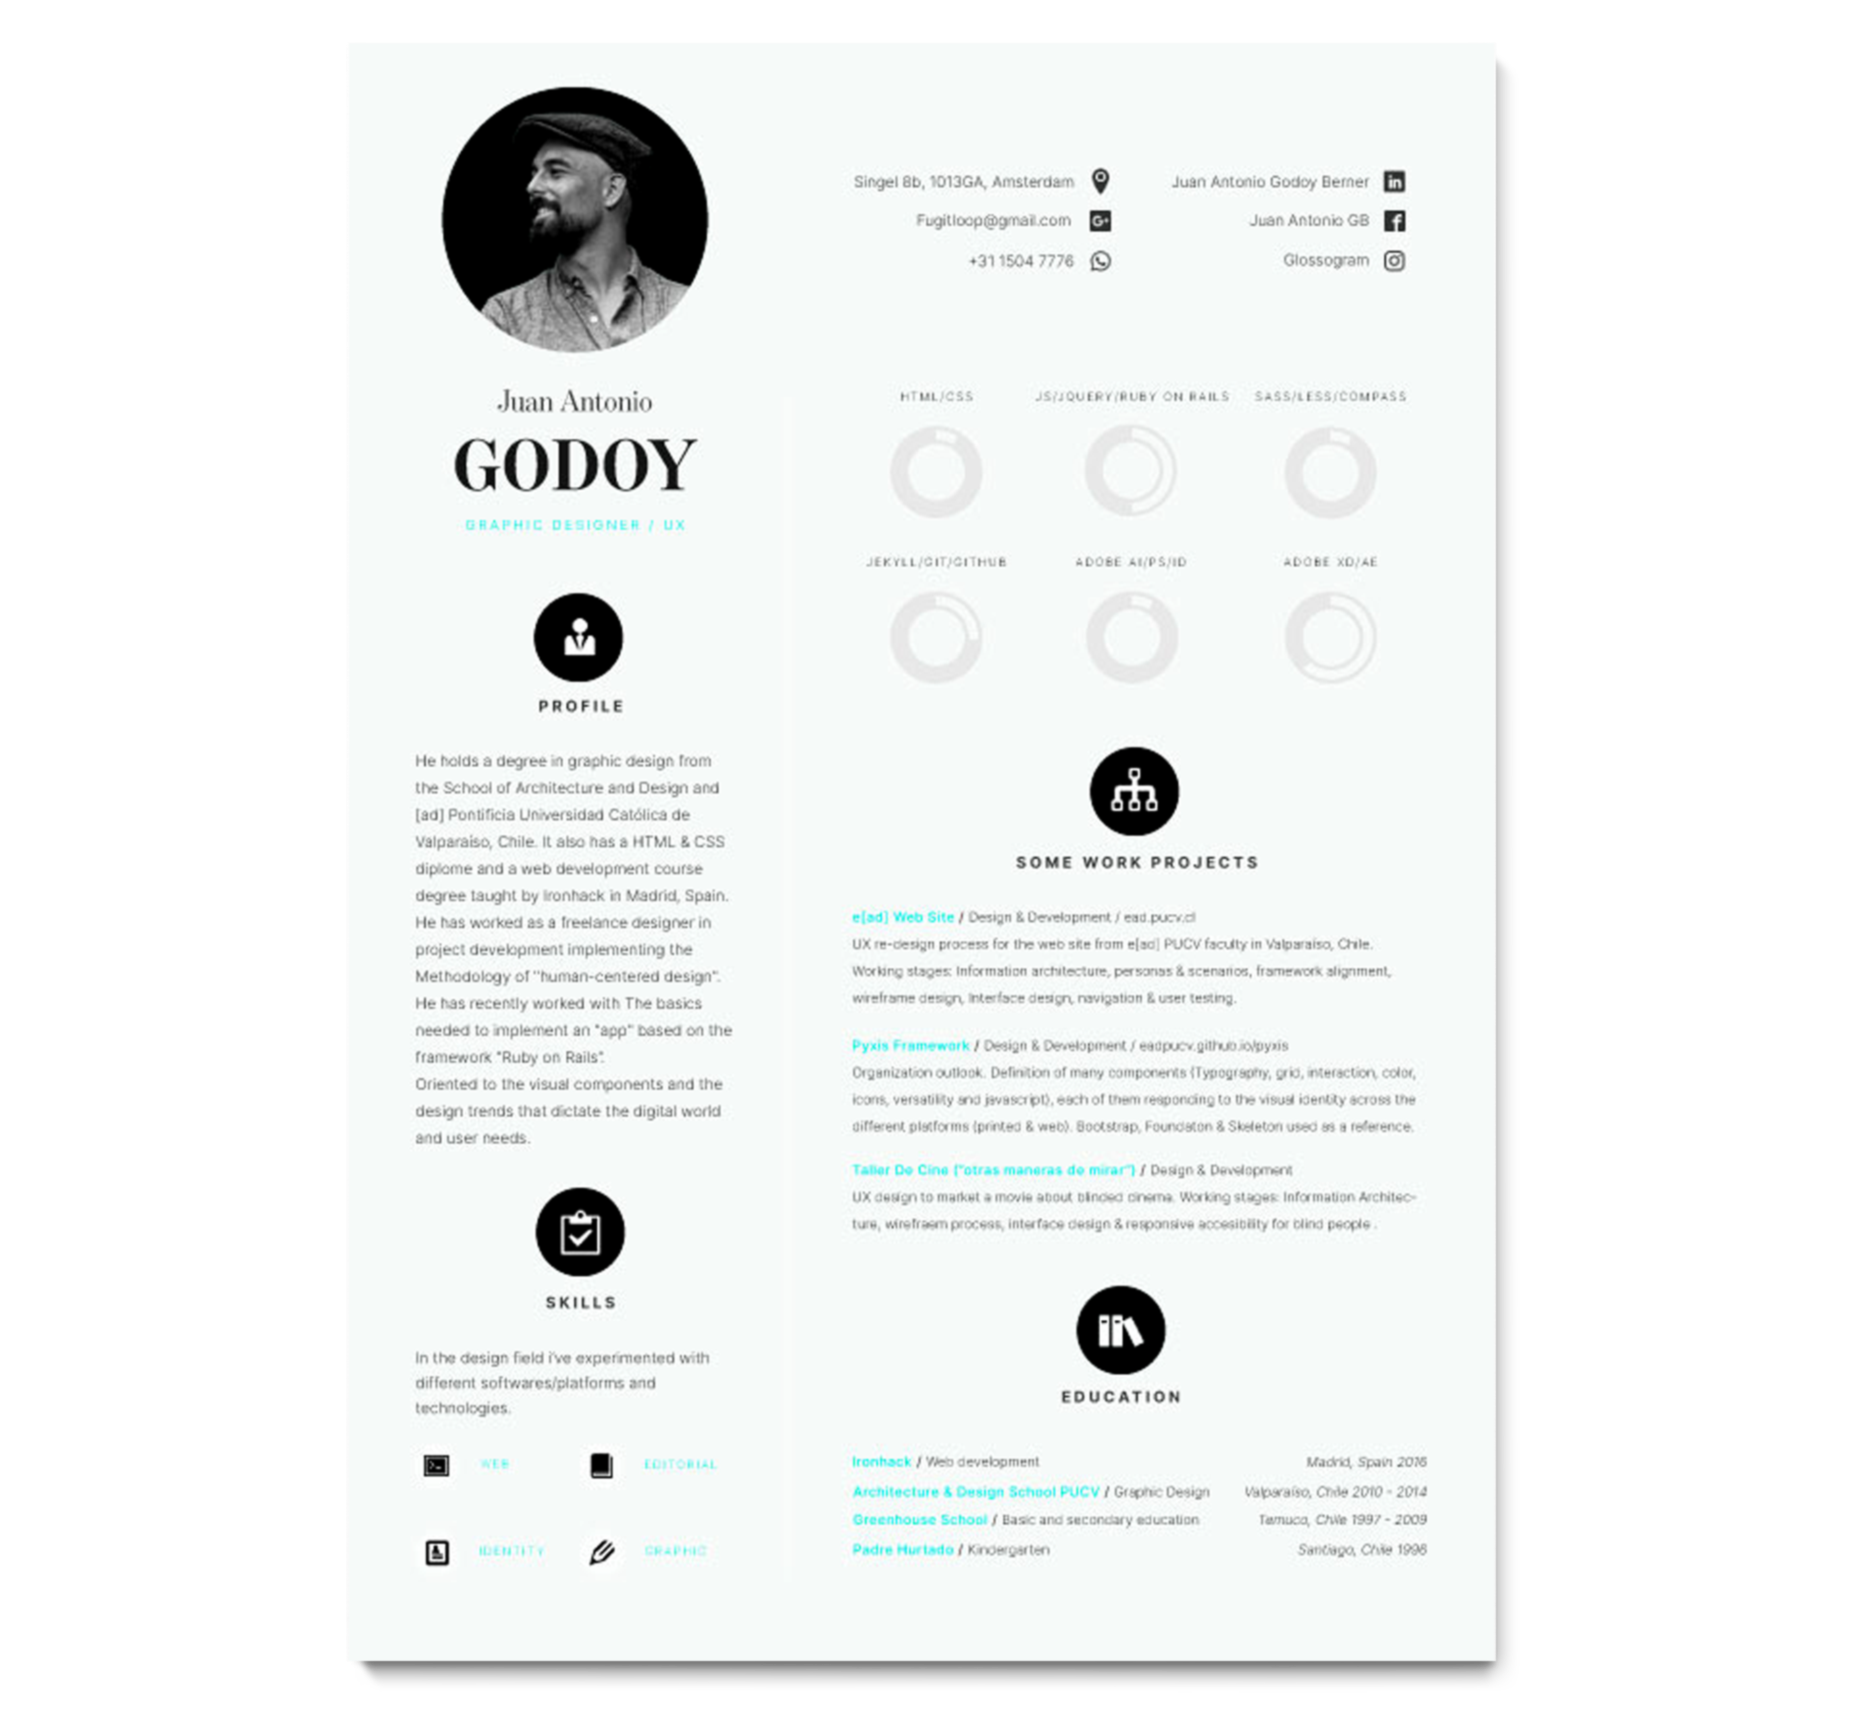 Juan Antonio
GODOY
GRAPHIC DESIGNER / UX
PROFILE
He holds a degree in graphic design from
the School of Architecture and Design and
[ad] Pontificia Universidad Católica de
Valparaíso, Chile. It also has a HTML & CSS
diplome and a web development course
degree taught by Ironhack in Madrid, Spain.
He has worked as a freelance designer in
project development implementing the
Methodology of "human-centered design".
He has recently worked with The basics
needed to implement an "app" based on the
framework "Ruby on Rails".
Oriented to the visual components and the
design trends that dictate the digital world
and user needs.
SKILLS
In the design field i've experimented with
different softwares/platforms and
technologies.
WEB
EDITORIAL
IDENTITY
GRAPHIC
Singel 8b, 1013GA, Amsterdam
Fugitloop@gmail.com
G+
+31 1504 7776
Juan Antonio Godoy Berner
in
Juan Antonio GB
f
Glossogram
HTML/CSS
JS/JQUERY/RUBY ON RAILS
SASS/LESS/COMPASS
JEKYLL/GIT/GITHUB
ADOBE AI/PS/ID
ADOBE XD/AE
SOME WORK PROJECTS
e[ad] Web Site / Design & Development / ead.pucv.cl
UX re-design process for the web site from e[ad] PUCV faculty in Valparaíso, Chile.
Working stages: Information architecture, personas & scenarios, framework alignment,
wireframe design, Interface design, navigation & user testing.
Pyxis Framework / Design & Development / eadpucv.github.io/pyxis
Organization outlook. Definition of many components (Typography, grid, interaction, color,
icons, versatility and javascript), each of them responding to the visual identity across the
different platforms (printed & web). Bootstrap, Foundaton & Skeleton used as a reference.
Taller De Cine ("otras maneras de mirar") / Design & Development
UX design to market a movie about blinded cinema. Working stages: Information Architec-
ture, wirefraem process, interface design & responsive accesibility for blind people .
EDUCATION
Ironhack / Web development Madrid, Spain 2016
Architecture & Design School PUCV / Graphic Design Valparaíso, Chile 2010 - 2014
Greenhouse School / Basic and secondary education Temuco, Chile 1997 - 2009
Padre Hurtado / Kindergarten Santiago, Chile 1996